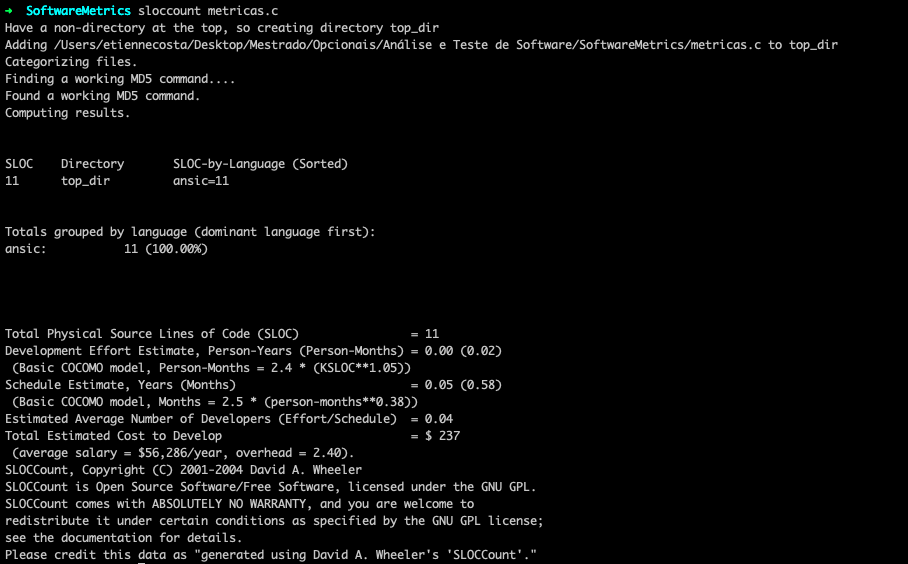 → SoftwareMetrics sloccount metricas.c
Have a non-directory at the top, so creating directory top_dir
Adding /Users/etiennecosta/Desktop/Mestrado/Opcionais/Análise e Teste de Software/SoftwareMetrics/metricas.c to top_dir
Categorizing files.
Finding a working MD5 command....
Found a working MD5 command.
Computing results.
SLOC    Directory       SLOC-by-Language (Sorted)
11      top_dir         ansic=11
Totals grouped by language (dominant language first):
ansic:           11 (100.00%)
Total Physical Source Lines of Code (SLOC)                = 11
Development Effort Estimate, Person-Years (Person-Months) = 0.00 (0.02)
 (Basic COCOMO model, Person-Months = 2.4 * (KSLOC**1.05))
Schedule Estimate, Years (Months)                         = 0.05 (0.58)
 (Basic COCOMO model, Months = 2.5 * (person-months**0.38))
Estimated Average Number of Developers (Effort/Schedule)  = 0.04
Total Estimated Cost to Develop                           = $ 237
 (average salary = $56,286/year, overhead = 2.40).
SLOCCount, Copyright (C) 2001-2004 David A. Wheeler
SLOCCount is Open Source Software/Free Software, licensed under the GNU GPL.
SLOCCount comes with ABSOLUTELY NO WARRANTY, and you are welcome to
redistribute it under certain conditions as specified by the GNU GPL license;
see the documentation for details.
Please credit this data as "generated using David A. Wheeler's 'SLOCCount'."